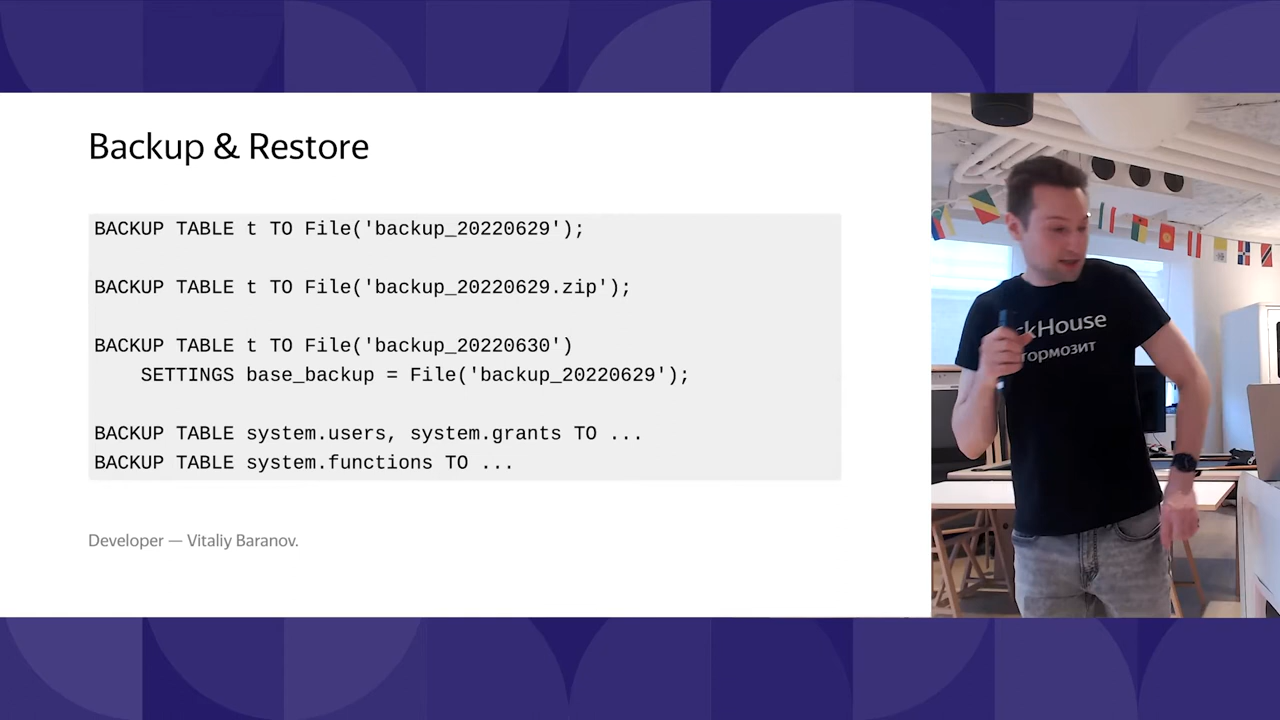 Backup & Restore
BACKUP TABLE t TO File('backup_20220629');
BACKUP TABLE t TO File('backup_20220629.zip');
BACKUP TABLE t TO File('backup_20220630')
SETTINGS base_backup = File('backup_20220629');
BACKUP TABLE system.users, system.grants TO ...
BACKUP TABLE system.functions TO ...
Developer — Vitaliy Baranov.
ckHouse
тормозит